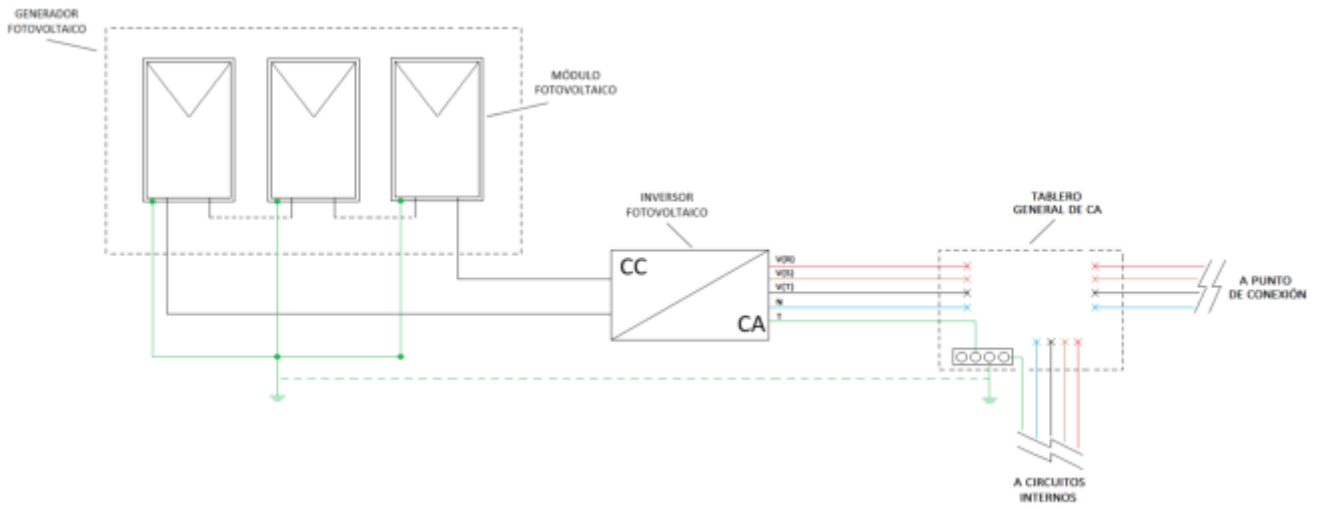 GENERADOR
FOTOVOLTAICO
MÓDULO
FOTOVOLTAICO
INVERSOR
FOTOVOLTAICO
TABLERO
GENERAL DE CA
CC
CA
V(R)
V(S)
V(T)
N
T
A PUNTO
DE CONEXIÓN
A CIRCUITOS
INTERNOS